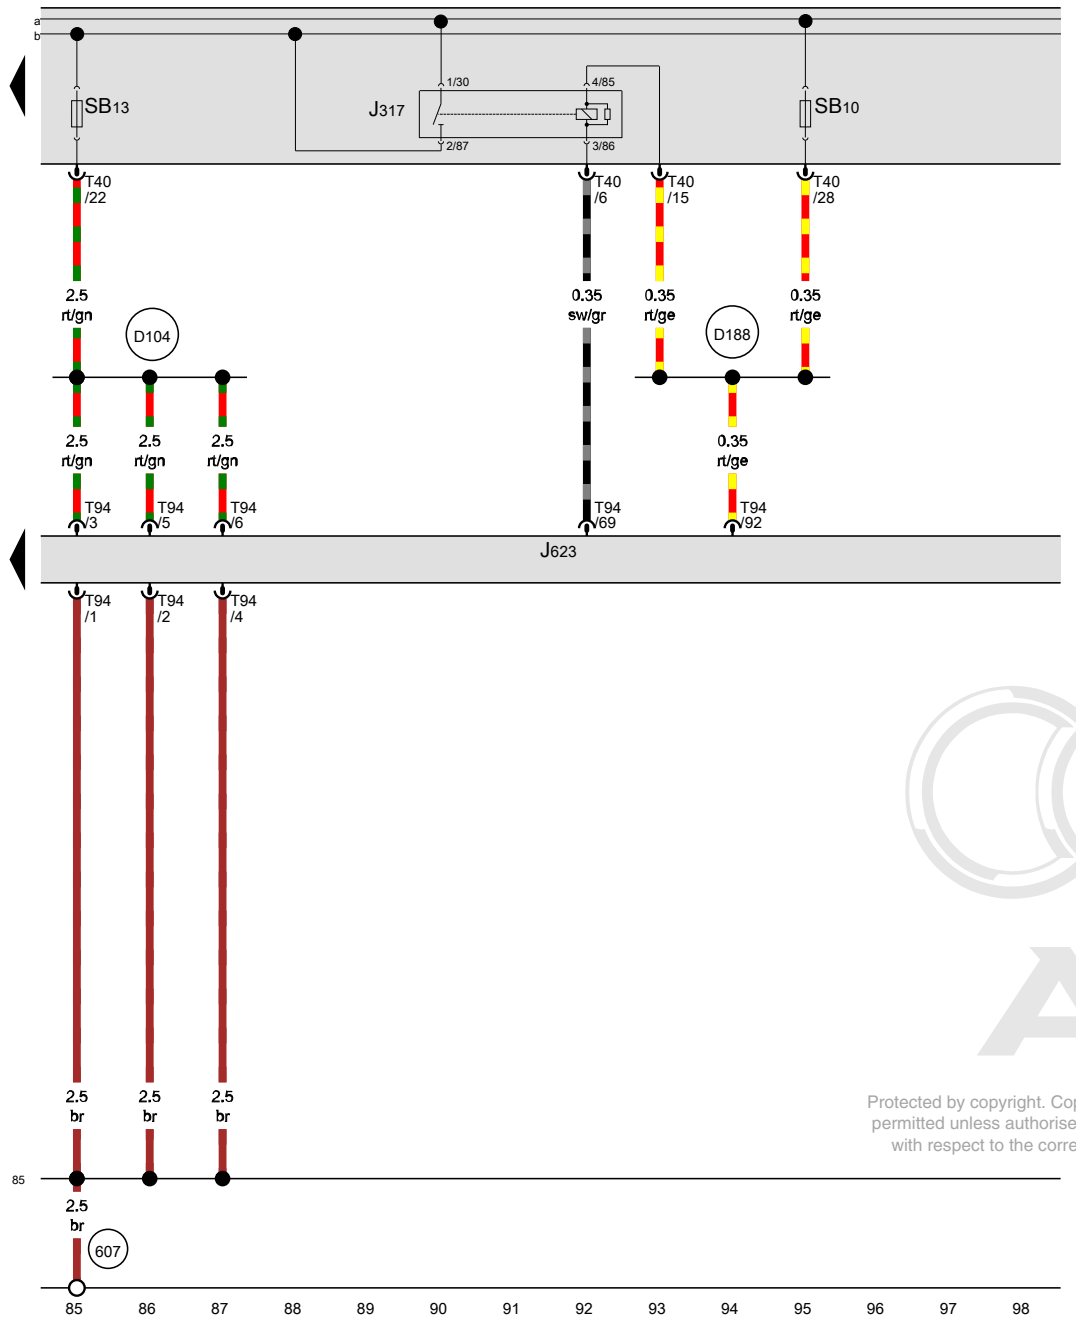 a
b
1/30
4/85
SB13
J317
SB10
2/87
3/86
T40
/22
T40
/6
T40
/15
T40
/28
2.5
rt/gn
0.35
sw/gr
0.35
rt/ge
0.35
rt/ge
D104
D188
2.5
rt/gn
2.5
rt/gn
2.5
rt/gn
0.35
rt/ge
T94
/3
T94
/5
T94
/6
T94
/69
T94
/92
J623
T94
/1
T94
/2
T94
/4
A
Protected by copyright. Cop
permitted unless authorise
with respect to the corre
2.5
br
2.5
br
2.5
br
85
2.5
br
607
85 86 87 88 89 90 91 92 93 94 95 96 97 98